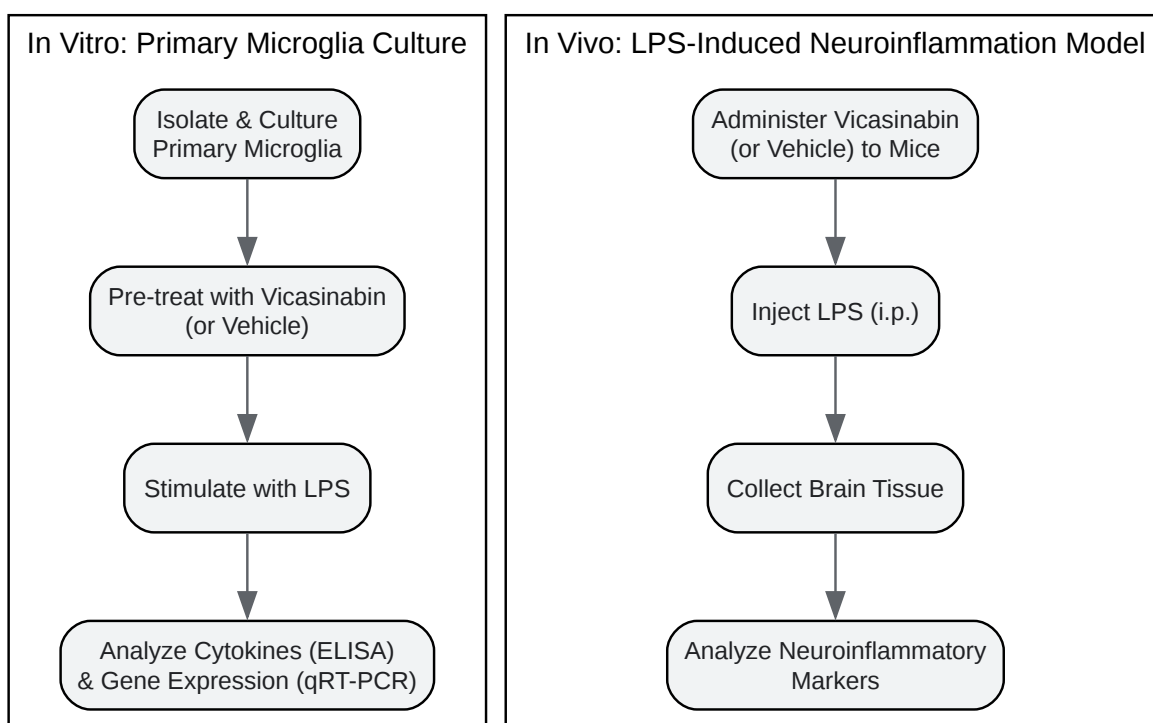 In Vitro: Primary Microglia Culture
Isolate & Culture
Primary Microglia
Pre-treat with Vicasinabin
(or Vehicle)
Stimulate with LPS
Analyze Cytokines (ELISA)
& Gene Expression (qRT-PCR)
In Vivo: LPS-Induced Neuroinflammation Model
Administer Vicasinabin
(or Vehicle) to Mice
Inject LPS (i.p.)
Collect Brain Tissue
Analyze Neuroinflammatory
Markers